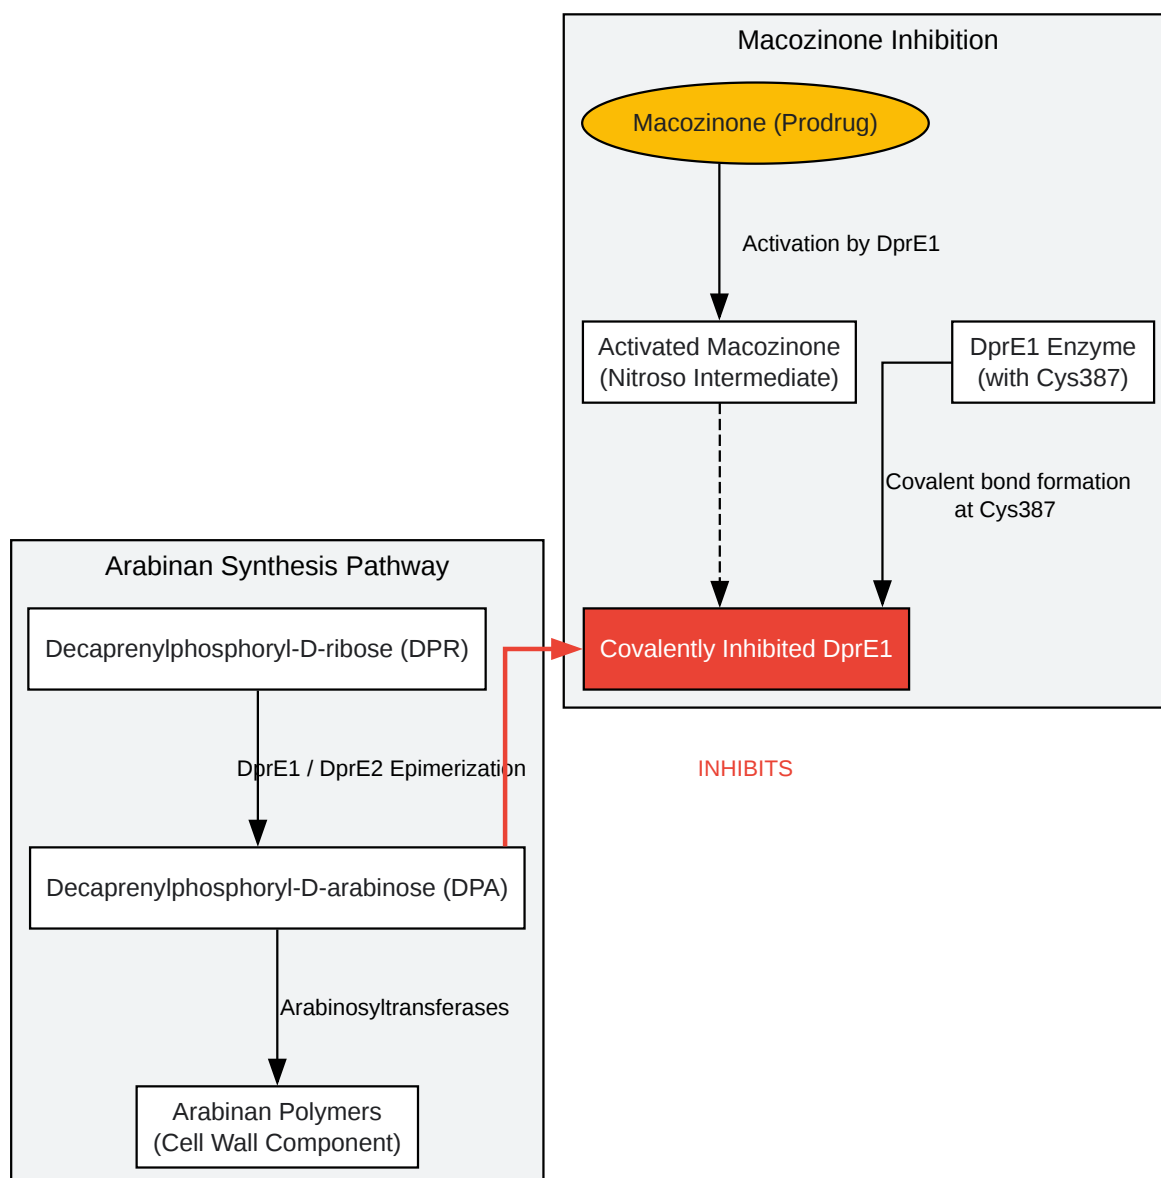 Macozinone Inhibition
Macozinone (Prodrug)
Activation by DprE1
Activated Macozinone
(Nitroso Intermediate)
DprE1 Enzyme
(with Cys387)
Covalent bond formation
at Cys387
Covalently Inhibited DprE1
INHIBITS
Arabinan Synthesis Pathway
Decaprenylphosphoryl-D-ribose (DPR)
DprE1 / DprE2 Epimerization
Decaprenylphosphoryl-D-arabinose (DPA)
Arabinosyltransferases
Arabinan Polymers
(Cell Wall Component)